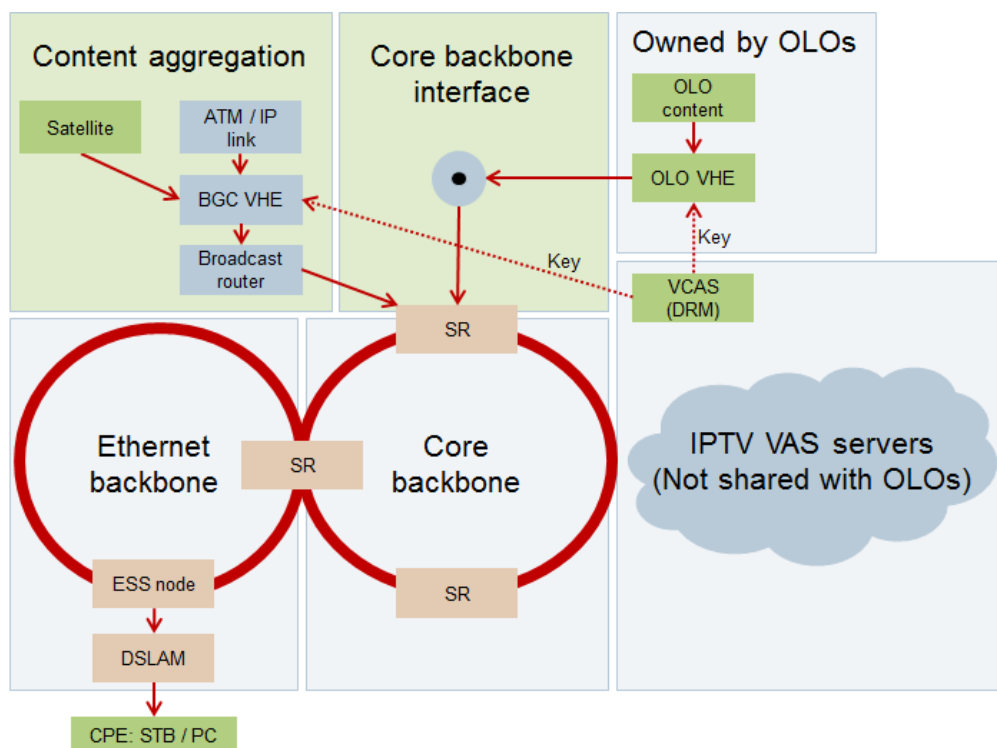 Content aggregation
Satellite
ATM / IP
link
BGC VHE
Broadcast
router
Core backbone
interface
Owned by OLOs
OLO
content
OLO VHE
Key
Key
VCAS
(DRM)
SR
Ethernet
backbone
SR
Core
backbone
IPTV VAS servers
(Not shared with OLOs)
ESS node
SR
DSLAM
CPE: STB / PC